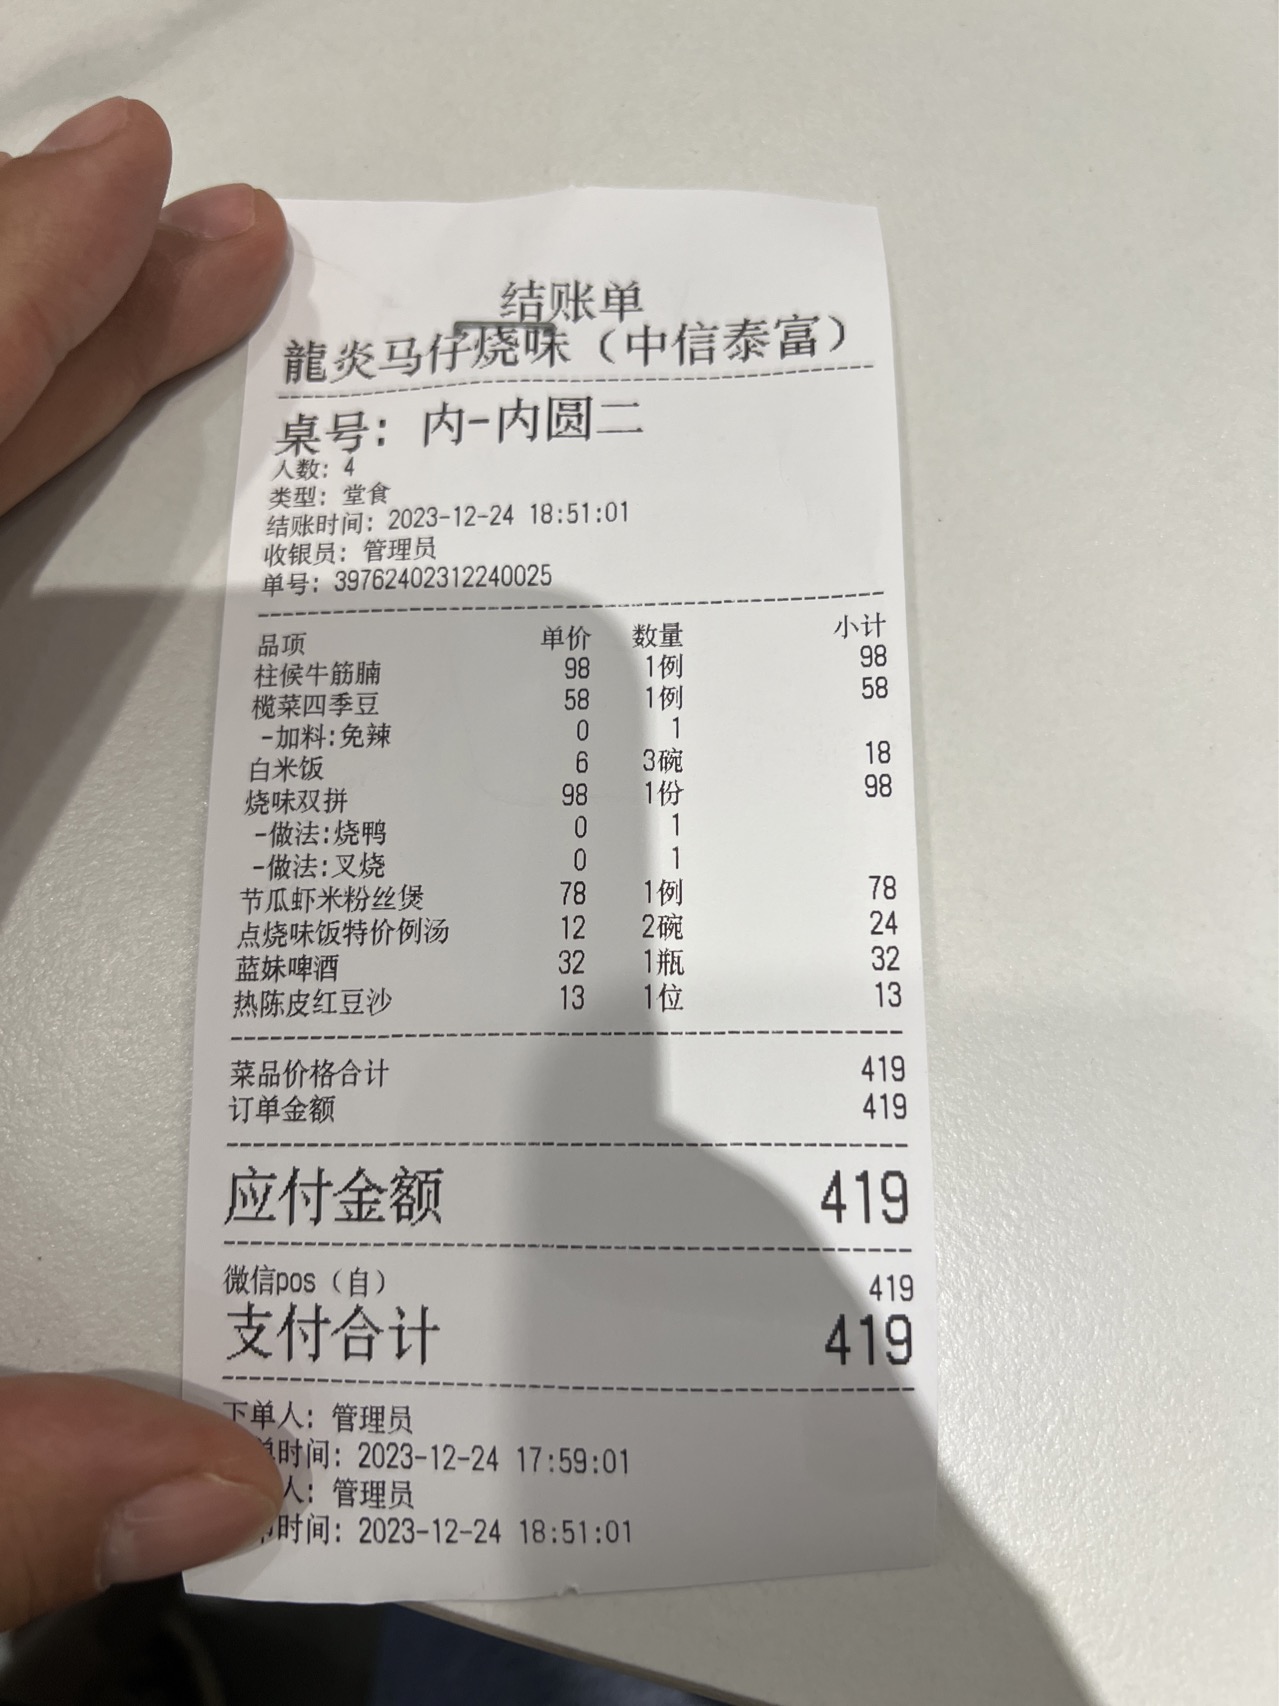 结账单
龍炎马仔烧味（中信泰富）
桌号: 内-内圆二
人数: 4
类型: 堂食
结账时间: 2023-12-24 18:51:01
收银员: 管理员
单号: 39762402312240025
品项 单价 数量 小计
柱候牛筋腩 98 1例 98
榄菜四季豆 58 1例 58
-加料:免辣 0 1
白米饭 6 3碗 18
烧味双拼 98 1份 98
-做法:烧鸭 0 1
-做法:叉烧 0 1
节瓜虾米粉丝煲 78 1例 78
点烧味饭特价例汤 12 2碗 24
蓝妹啤酒 32 1瓶 32
热陈皮红豆沙 13 1位 13
菜品价格合计 419
订单金额 419
应付金额 419
微信pos（自） 419
支付合计 419
下单人: 管理员
单时间: 2023-12-24 17:59:01
人: 管理员
时间: 2023-12-24 18:51:01